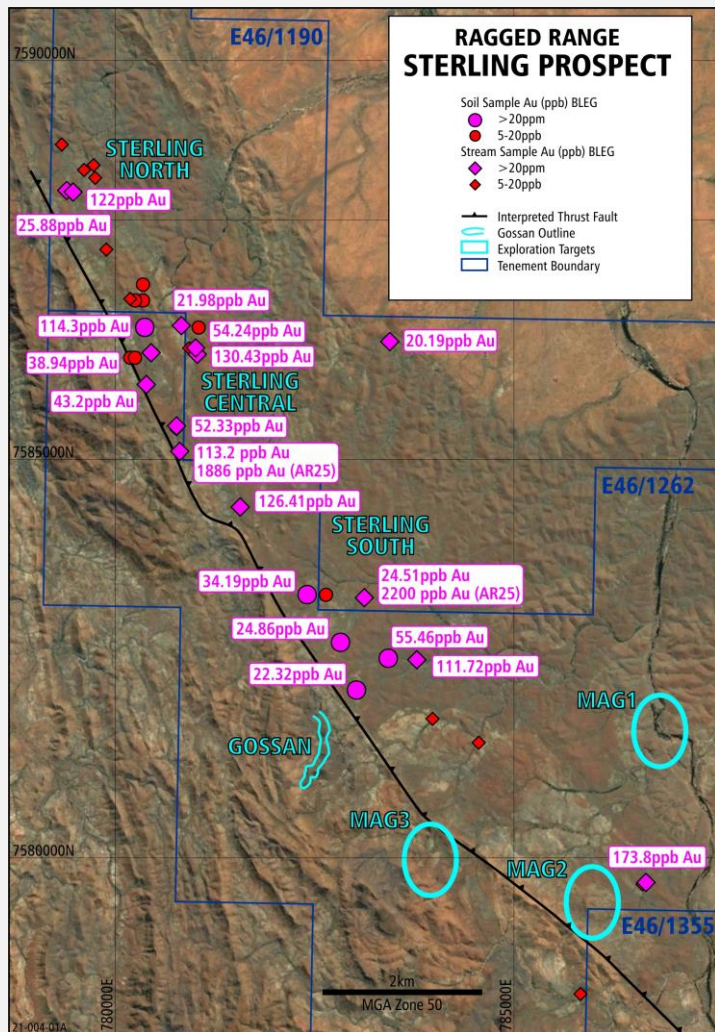 E46/1190
7590000N
RAGGED RANGE
STERLING PROSPECT
Soil Sample Au (ppb) BLEG
>20ppm
5-20ppb
Stream Sample Au (ppb) BLEG
>20ppm
5-20ppb
Interpreted Thrust Fault
Gossan Outline
Exploration Targets
Tenement Boundary
STERLING
NORTH
122ppb Au
25.88ppb Au
21.98ppb Au
114.3ppb Au
54.24ppb Au
20.19ppb Au
38.94ppb Au
130.43ppb Au
STERLING
CENTRAL
43.2ppb Au
52.33ppb Au
7585000N
113.2 ppb Au
1886 ppb Au (AR25)
E46/1262
126.41ppb Au
STERLING
SOUTH
34.19ppb Au
24.51ppb Au
2200 ppb Au (AR25)
24.86ppb Au
55.46ppb Au
111.72ppb Au
22.32ppb Au
MAG1
GOSSAN
MAG3
7580000N
MAG2
173.8ppb Au
E46/1355
780000E
2km
MGA Zone 50
785000E
21-004-01A